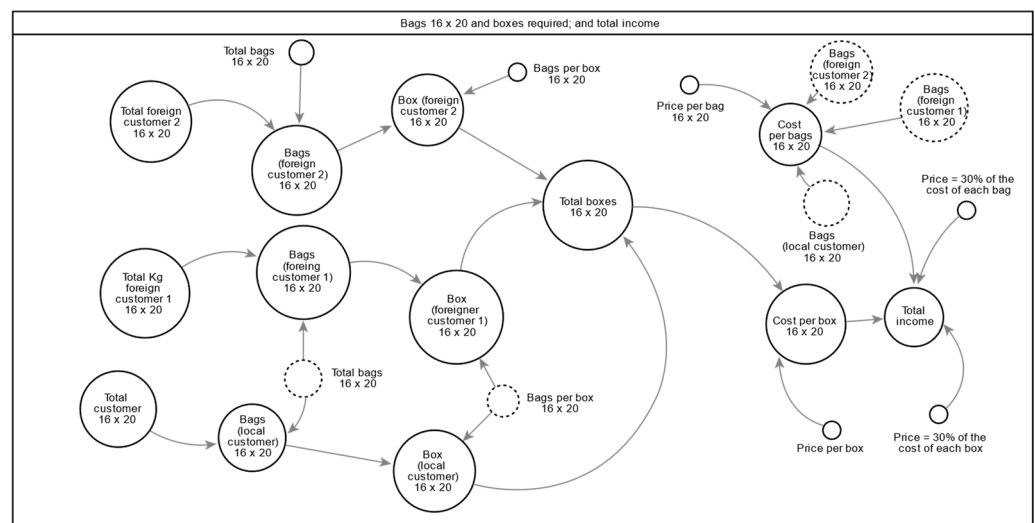 Bags 16 x 20 and boxes required; and total income
Total bags
16 x 20
Total foreign
customer 2
16 x 20
Bags
(foreign
customer 2)
16 x 20
Box (foreign
customer 2
16 x 20
Bags per box
16 x 20
Total boxes
16 x 20
Price per bag
16 x 20
Bags
(foreign
customer 2)
16 x 20
Bags
(foreign
customer 1)
16 x 20
Cost
per bags
16 x 20
Bags
(local customer)
16 x 20
Price = 30% of the
cost of each bag
Total Kg
foreign
customer 1
16 x 20
Bags
(foreing
customer 1)
16 x 20
Box
(foreigner
customer 1)
16 x 20
Cost per box
16 x 20
Total
income
Total bags
16 x 20
Bags per box
16 x 20
Total
customer
16 x 20
Bags
(local
customer)
16 x 20
Box
(local
customer)
16 x 20
Price per box
Price = 30% of the
cost of each box